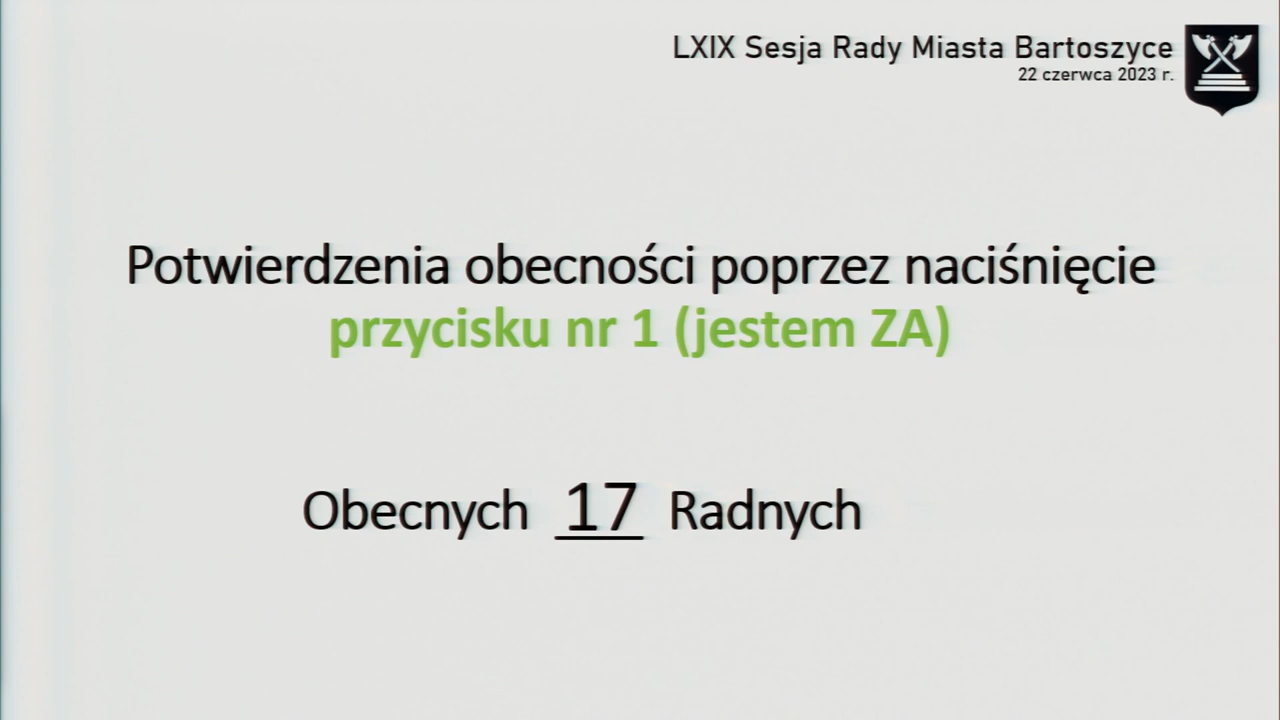 LXIX Sesja Rady Miasta Bartoszyce
22 czerwca 2023 r.
Potwierdzenia obecności poprzez naciśnięcie
przycisku nr 1 (jestem ZA)
Obecnych 17 Radnych